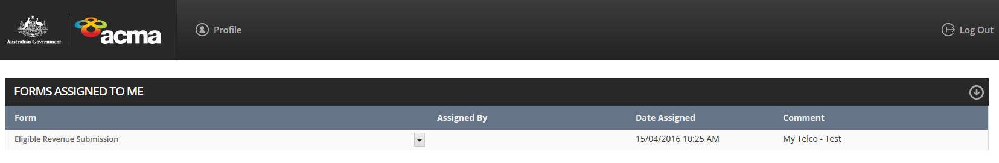 Australian Government
acma
Profile
Log Out
FORMS ASSIGNED TO ME
Form Assigned By Date Assigned Comment
Eligible Revenue Submission 15/04/2016 10:25 AM My Telco - Test